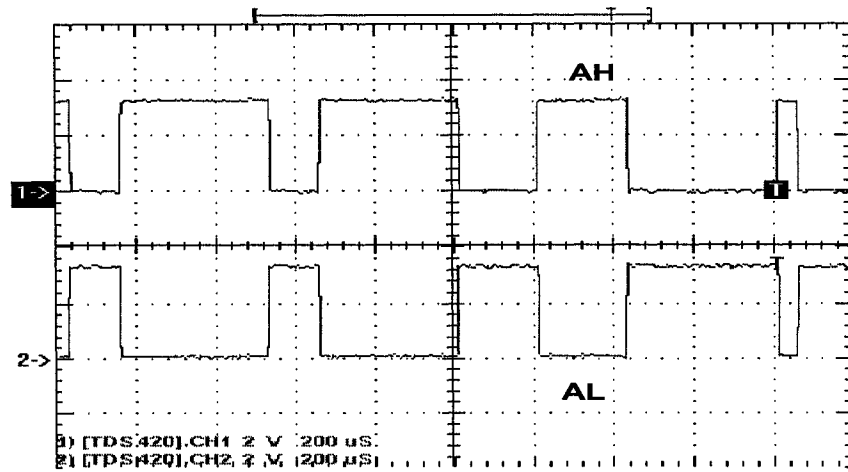 AH
1->
T
2->
AL
1) [TDS420].CH1 2 V 200 uS
2) [TDS420].CH2 2 V 200 uS